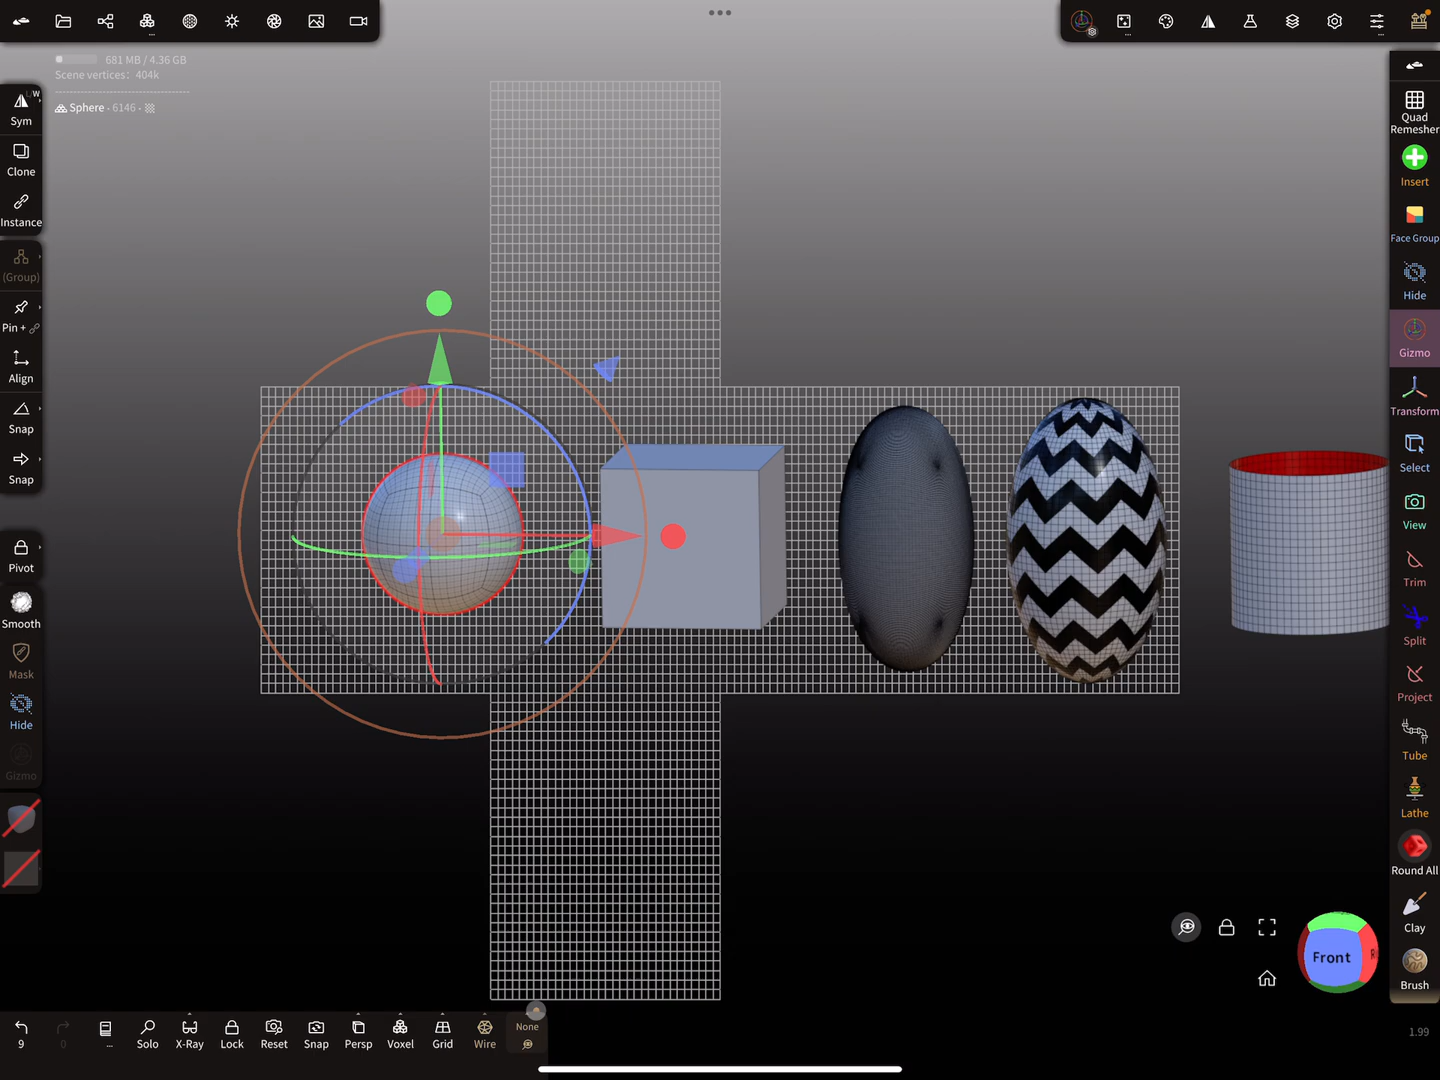 681 MB / 4.36 GB
Scene vertices: 404k
Sphere - 6146 -
Sym
Clone
Instance
(Group)
Pin +
Align
Snap
Snap
Pivot
Smooth
Mask
Hide
Gizmo
Quad
Remesher
Insert
Face Group
Hide
Gizmo
Transform
Select
View
Trim
Split
Project
Tube
Lathe
Round All
Clay
Brush
Front
1.99
9
0
...
Solo
X-Ray
Lock
Reset
Snap
Persp
Voxel
Grid
Wire
None